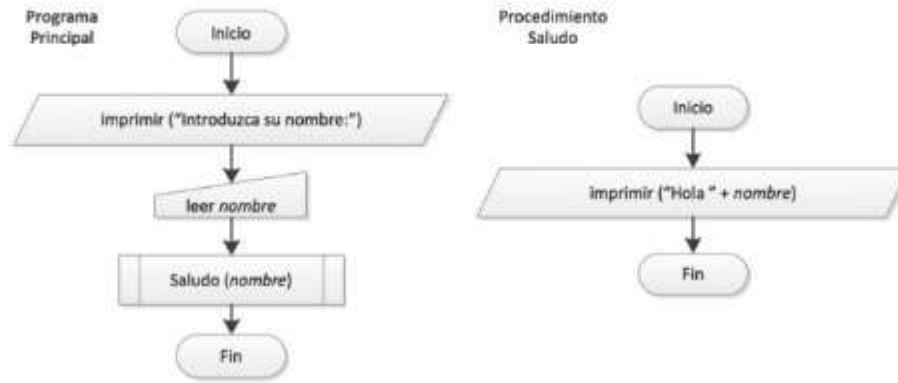 Programa
Principal
Inicio
imprimir ("Introduzca su nombre:")
leer nombre
Saludo (nombre)
Fin
Procedimiento
Saludo
Inicio
imprimir ("Hola " + nombre)
Fin